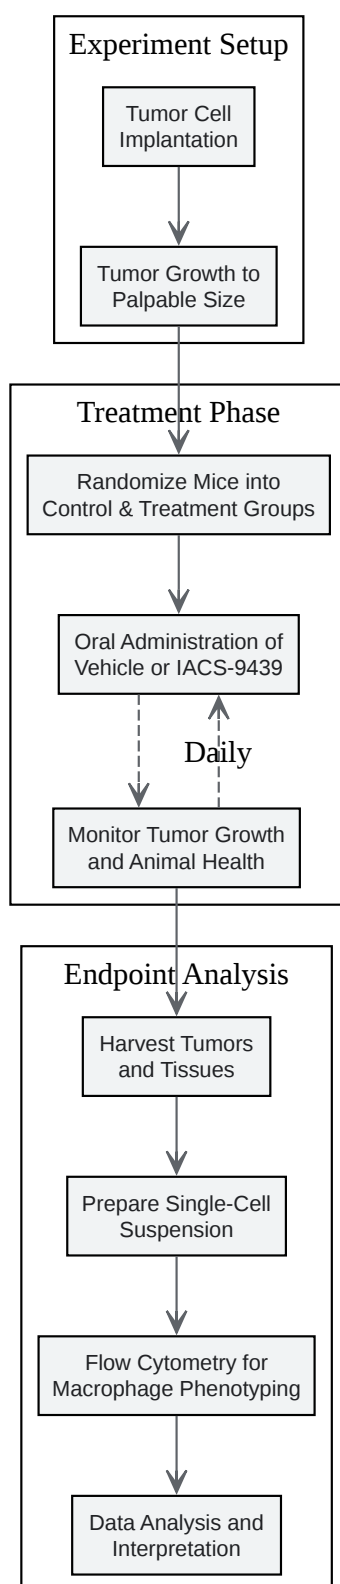 Experiment Setup
Tumor Cell
Implantation
Tumor Growth to
Palpable Size
Treatment Phase
Randomize Mice into
Control & Treatment Groups
Oral Administration of
Vehicle or IACS-9439
Daily
Monitor Tumor Growth
and Animal Health
Endpoint Analysis
Harvest Tumors
and Tissues
Prepare Single-Cell
Suspension
Flow Cytometry for
Macrophage Phenotyping
Data Analysis and
Interpretation